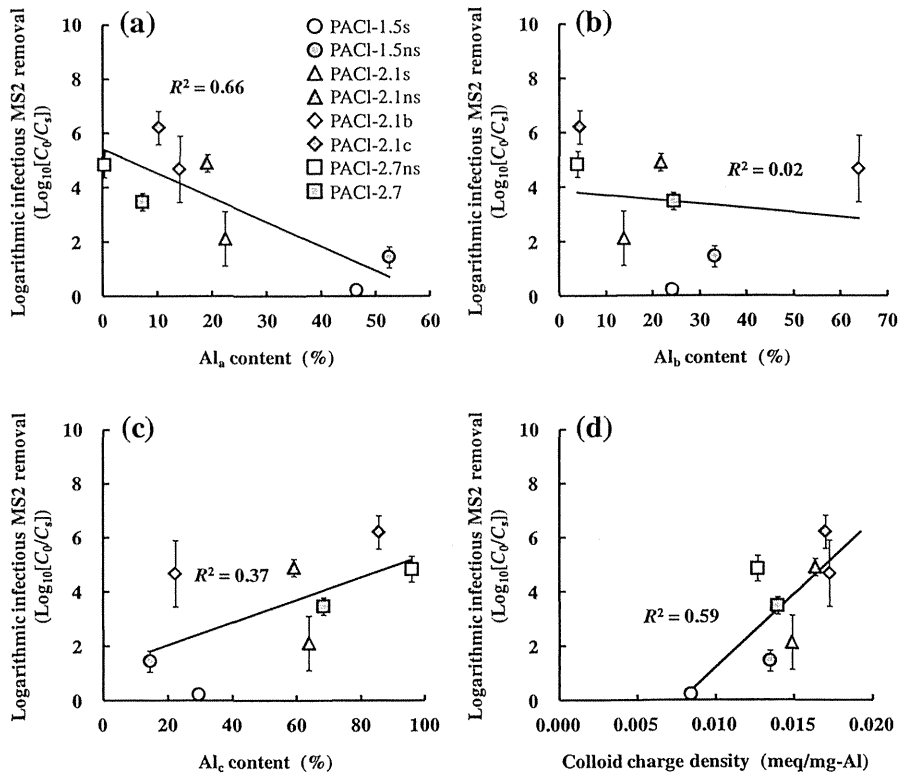 (a)
Logarithmic infectious MS2 removal
(Log10[C0/Cs])
10
8
6
4
2
0
R² = 0.66
PACl-1.5s
PACl-1.5ns
PACl-2.1s
PACl-2.1ns
PACl-2.1b
PACl-2.1c
PACl-2.7ns
PACl-2.7
0 10 20 30 40 50 60
Ala content (%)
(b)
Logarithmic infectious MS2 removal
(Log10[C0/Cs])
10
8
6
4
2
0
R² = 0.02
0 10 20 30 40 50 60 70
Alb content (%)
(c)
Logarithmic infectious MS2 removal
(Log10[C0/Cs])
10
8
6
4
2
0
R² = 0.37
0 20 40 60 80 100
Alc content (%)
(d)
Logarithmic infectious MS2 removal
(Log10[C0/Cs])
10
8
6
4
2
0
R² = 0.59
0.000 0.005 0.010 0.015 0.020
Colloid charge density (meq/mg-Al)